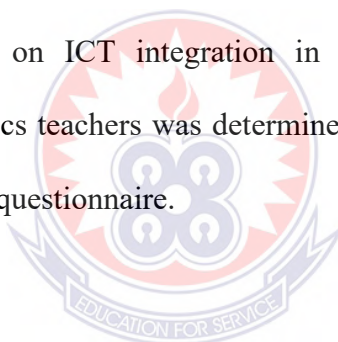 on ICT integration in
cs teachers was determine
questionnaire.
EDUCATION FOR SERVICE